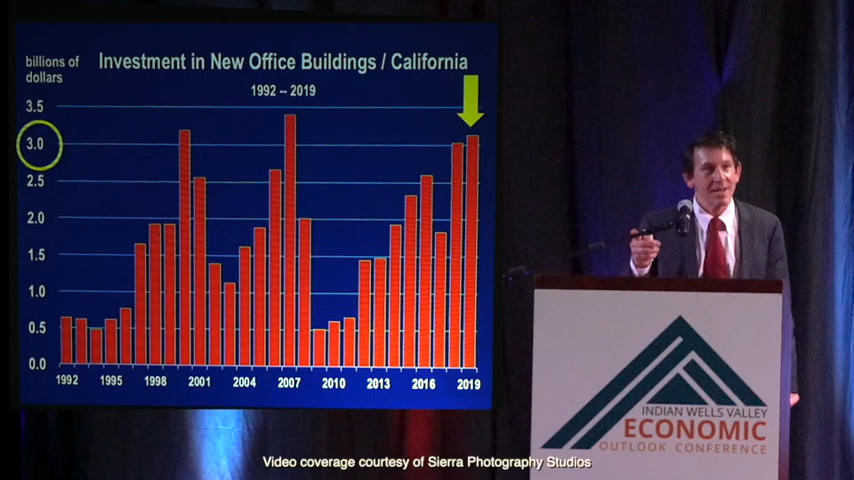 billions of
dollars
Investment in New Office Buildings / California
1992 -- 2019
3.5
3.0
2.5
2.0
1.5
1.0
0.5
0.0
1992 1995 1998 2001 2004 2007 2010 2013 2016 2019
INDIAN WELLS VALLEY
ECONOMIC
OUTLOOK CONFERENCE
Video coverage courtesy of Sierra Photography Studios